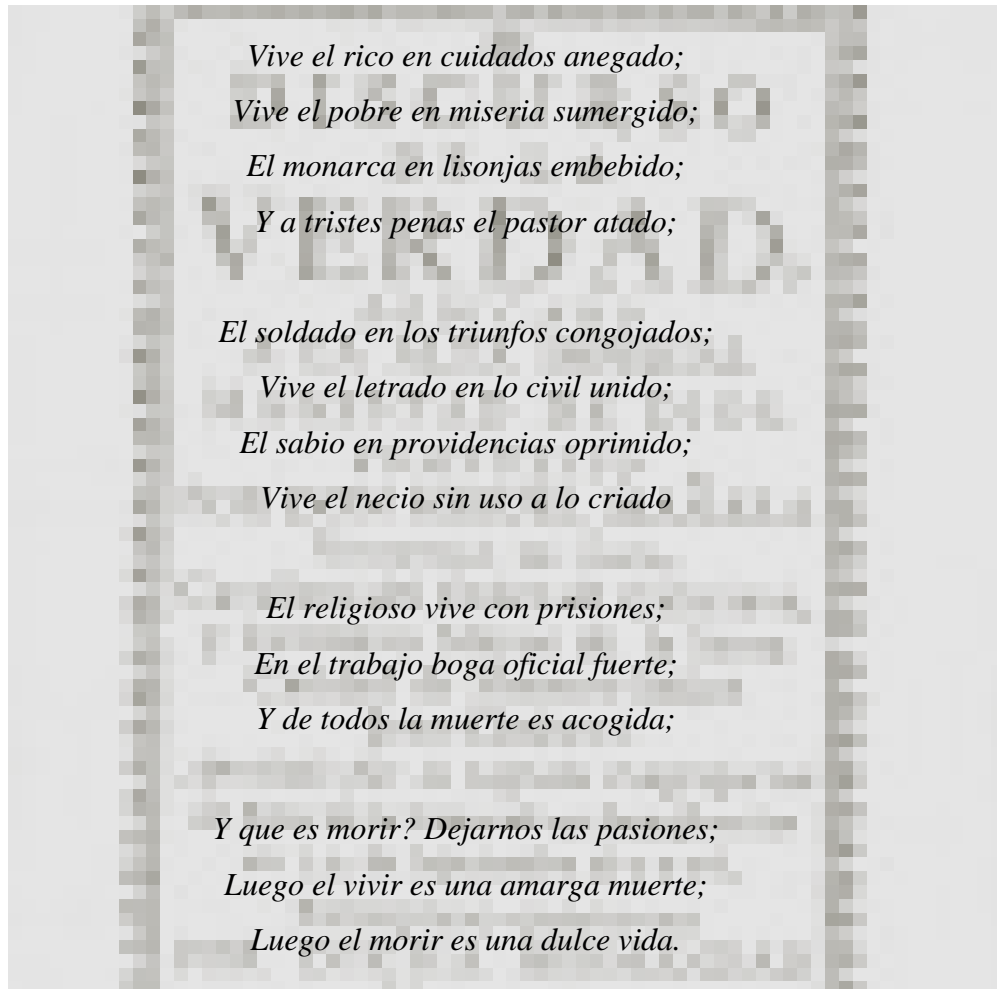 Vive el rico en cuidados anegado;
Vive el pobre en miseria sumergido;
El monarca en lisonjas embebido;
Y a tristes penas el pastor atado;
El soldado en los triunfos congojados;
Vive el letrado en lo civil unido;
El sabio en providencias oprimido;
Vive el necio sin uso a lo criado
El religioso vive con prisiones;
En el trabajo boga oficial fuerte;
Y de todos la muerte es acogida;
Y que es morir? Dejarnos las pasiones;
Luego el vivir es una amarga muerte;
Luego el morir es una dulce vida.